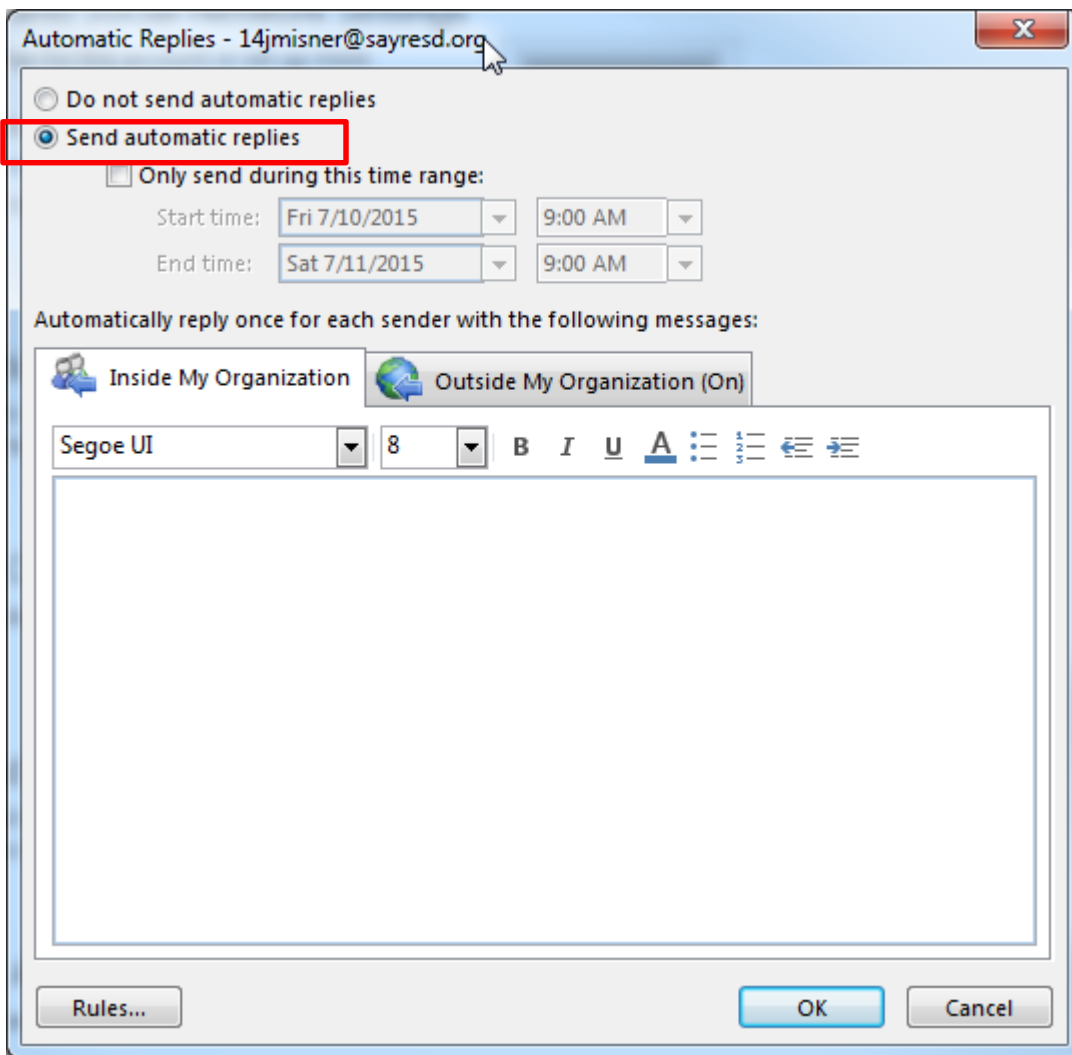 Automatic Replies - 14jmisner@sayresd.org
Do not send automatic replies
Send automatic replies
Only send during this time range:
Start time: Fri 7/10/2015 9:00 AM
End time: Sat 7/11/2015 9:00 AM
Automatically reply once for each sender with the following messages:
Inside My Organization Outside My Organization (On)
Segoe UI 8 B I U A
Rules... OK Cancel